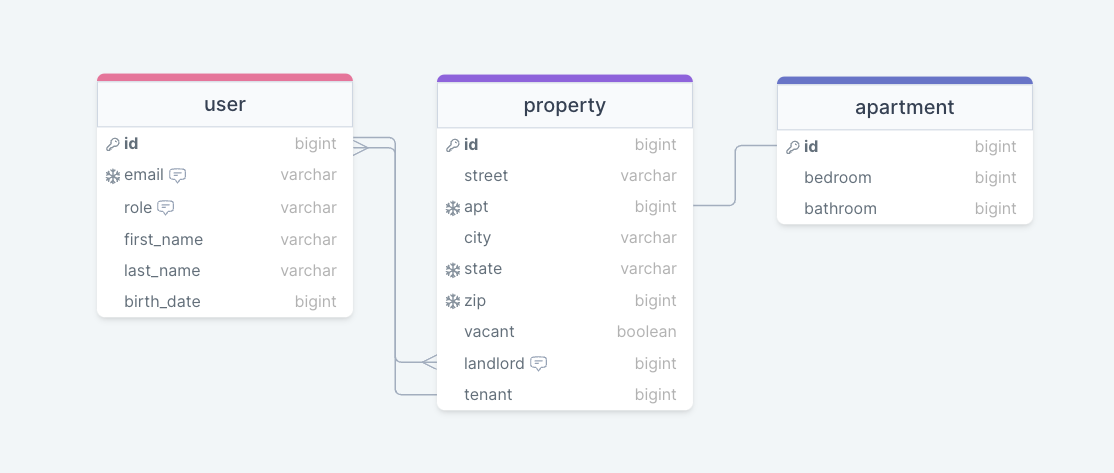 user
id bigint
email varchar
role varchar
first_name varchar
last_name varchar
birth_date bigint
property
id bigint
street varchar
apt bigint
city varchar
state varchar
zip bigint
vacant boolean
landlord bigint
tenant bigint
apartment
id bigint
bedroom bigint
bathroom bigint